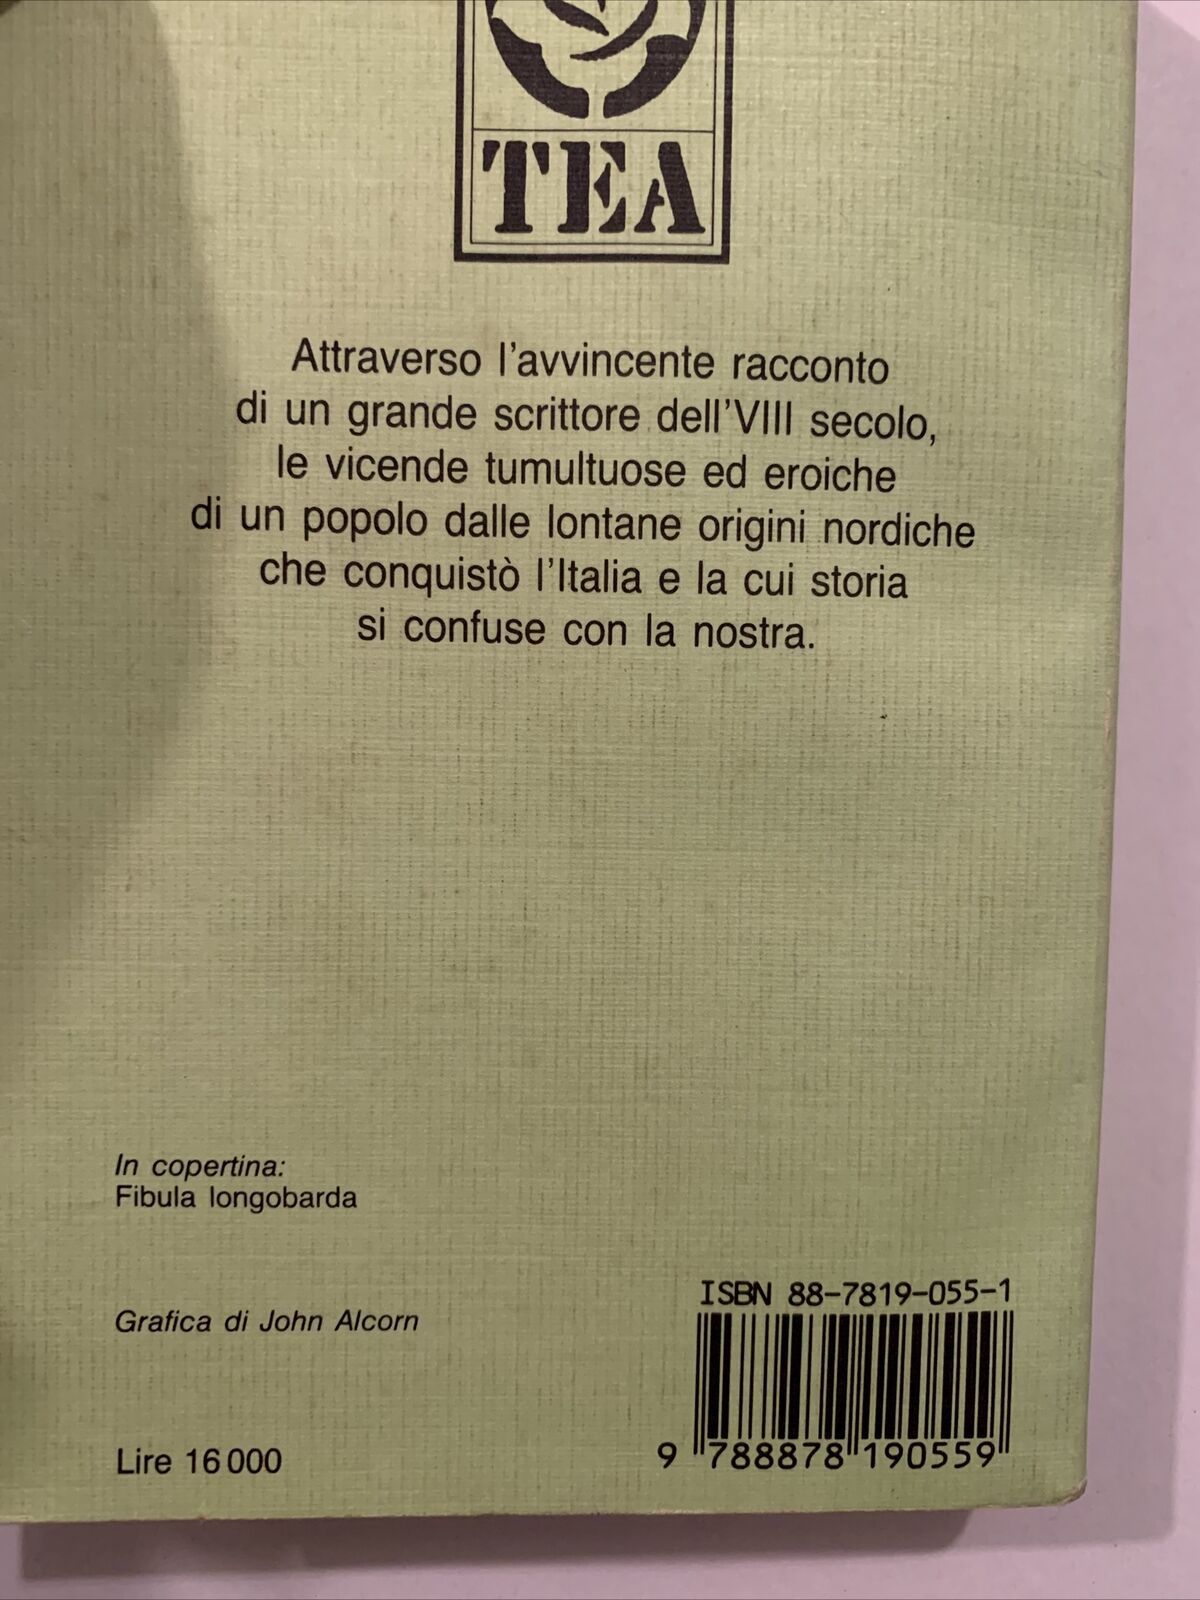 TEA
Attraverso l'avvincente racconto
di un grande scrittore dell'VIII secolo,
le vicende tumultuose ed eroiche
di un popolo dalle lontane origini nordiche
che conquistò l'Italia e la cui storia
si confuse con la nostra.
In copertina:
Fibula longobarda
Grafica di John Alcorn
Lire 16 000
ISBN 88-7819-055-1
9 788878 190559